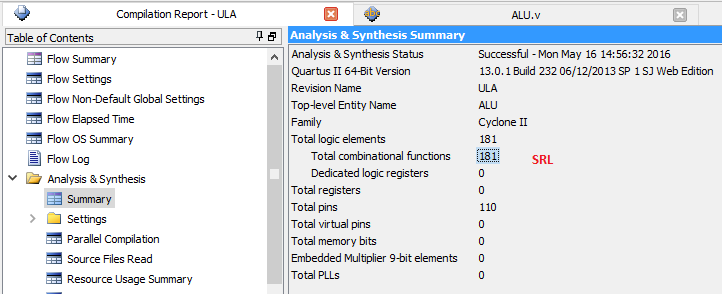 Compilation Report - ULA
ALU.v
Table of Contents
Flow Summary
Flow Settings
Flow Non-Default Global Settings
Flow Elapsed Time
Flow OS Summary
Flow Log
Analysis & Synthesis
Summary
Settings
Parallel Compilation
Source Files Read
Resource Usage Summary
Analysis & Synthesis Summary
Analysis & Synthesis Status Successful - Mon May 16 14:56:32 2016
Quartus II 64-Bit Version 13.0.1 Build 232 06/12/2013 SP 1 SJ Web Edition
Revision Name ULA
Top-level Entity Name ALU
Family Cyclone II
Total logic elements 181
Total combinational functions 181 SRL
Dedicated logic registers 0
Total registers 0
Total pins 110
Total virtual pins 0
Total memory bits 0
Embedded Multiplier 9-bit elements 0
Total PLLs 0